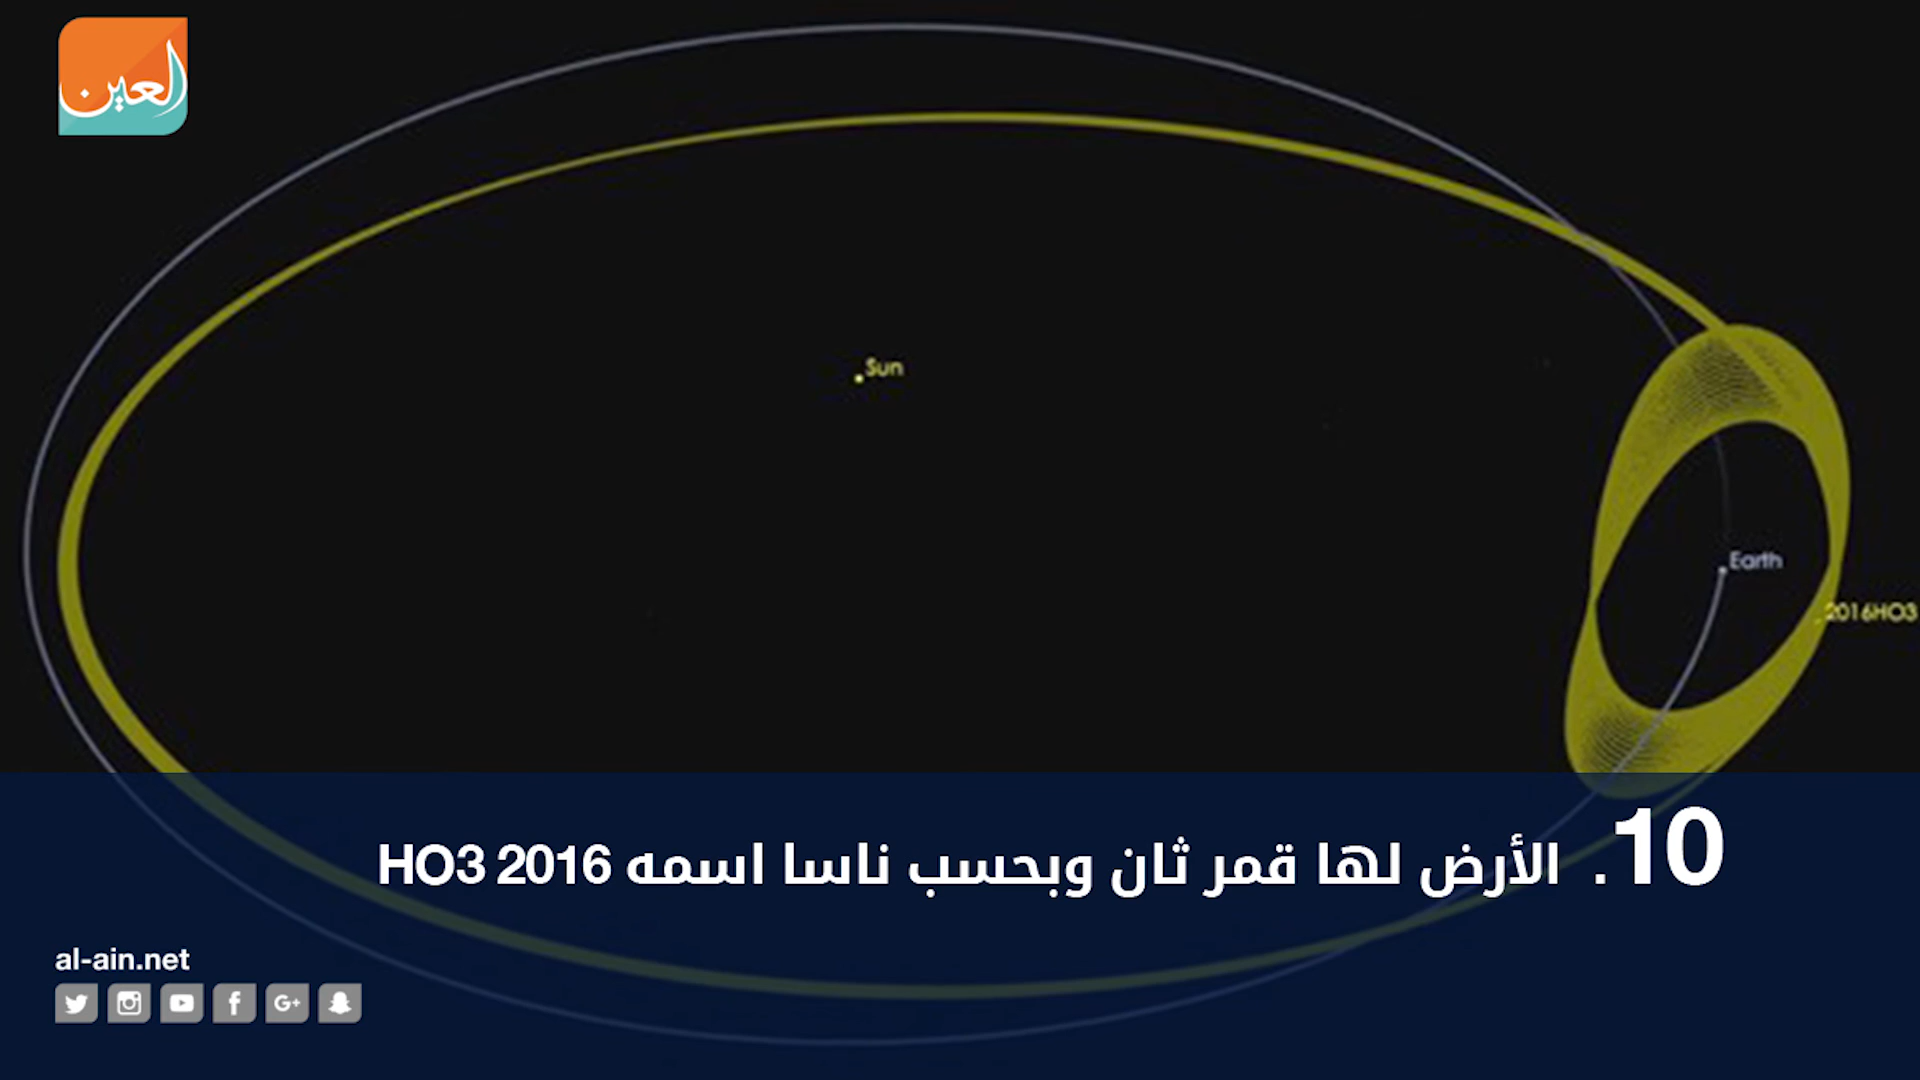 العين
Sun
Earth
2016HO3
10. الأرض لها قمر ثان وبحسب ناسا اسمه 2016 HO3
al-ain.net
G+